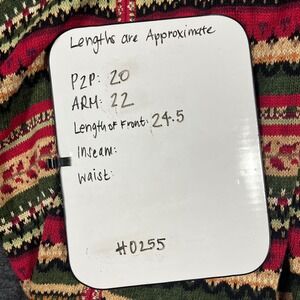 Lengths are Approximate
P2P: 20
ARM: 22
Length of Front: 24.5
Inseam:
Waist:
#0255